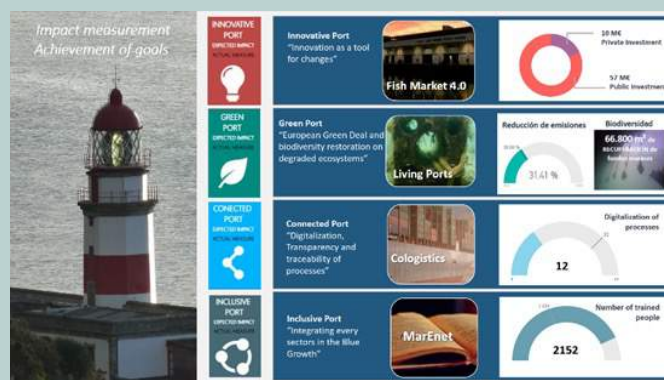 Impact measurement
Achievement of goals
INNOVATIVE
PORT
EXPECTED IMPACT
ACTUAL MEASURE
Innovative Port
"Innovation as a tool
for changes"
Fish Market 4.0
10 M€
Private Investment
57 M€
Public Investment
GREEN
PORT
EXPECTED IMPACT
ACTUAL MEASURE
Green Port
"European Green Deal and
biodiversity restoration on
degraded ecosystems"
Living Ports
Reducción de emisiones
31,41 %
Biodiversidad
66.800 m² de
fondos marinos
CONECTED
PORT
EXPECTED IMPACT
ACTUAL MEASURE
Connected Port
"Digitalization,
Transparency and
traceability of
processes"
Cologistics
Digitalization of
processes
12
INCLUSIVE
PORT
EXPECTED IMPACT
ACTUAL MEASURE
Inclusive Port
"Integrating every
sectors in the Blue
Growth"
MarEnet
Number of trained
people
2152